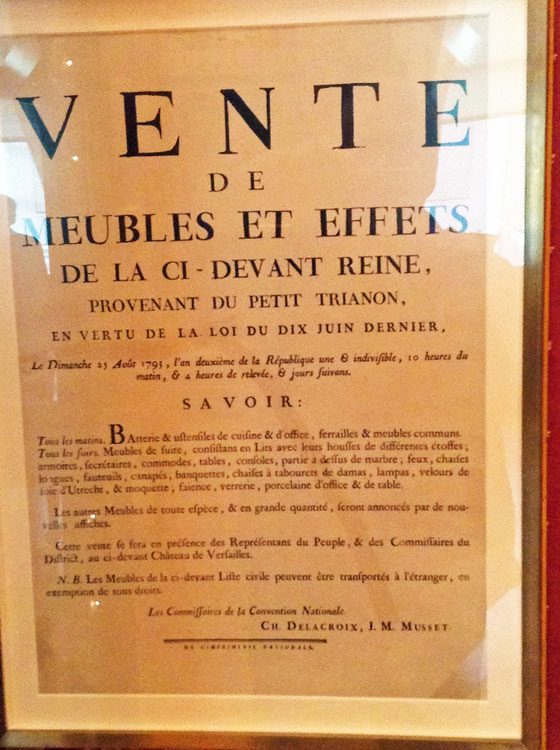 VENTE
DE
MEUBLES ET EFFETS
DE LA CI-DEVANT REINE,
PROVENANT DU PETIT TRIANON,
EN VERTU DE LA LOI DU DIX JUIN DERNIER,
Le Dimanche 25 Août 1793, l'an deuxième de la République une & indivisible, 10 heures du
matin, & 4 heures de relevée, & jours suivans.
SAVOIR:
Tous les matins. BAtterie & ustensiles de cuisine & d'office, ferrailles & meubles communs.
Tous les soirs. Meubles de suite, consistans en Lits avec leurs housses de différentes étoffes;
armoires, secrétaires, commodes, tables, consoles, partie à dessus de marbre; feux, chaises
longues, fauteuils, canapés, banquettes, chaises à tabourets de damas, lampas, velours de
soie d'Utrecht, & moquette; faïence, verrerie, porcelaine d'office & de table.
Les autres Meubles de toute espèce, & en grande quantité, seront annoncés par de nou-
velles affiches.
Cette vente se fera en présence des Représentans du Peuple, & des Commissaires du
District, au ci-devant Château de Versailles.
N. B. Les Meubles de la ci-devant Liste civile peuvent être transportés à l'étranger, en
exemption de tous droits.
Les Commissaires de la Convention Nationale.
CH. DELACROIX, J. M. MUSSET.
DE L'IMPRIMERIE NATIONALE.